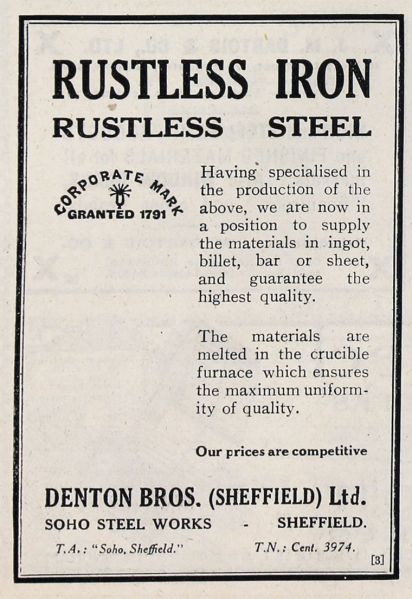 RUSTLESS IRON
RUSTLESS STEEL
CORPORATE MARK
GRANTED 1791
Having specialised in
the production of the
above, we are now in
a position to supply
the materials in ingot,
billet, bar or sheet,
and guarantee the
highest quality.
The materials are
melted in the crucible
furnace which ensures
the maximum uniform-
ity of quality.
Our prices are competitive
DENTON BROS. (SHEFFIELD) Ltd.
SOHO STEEL WORKS - SHEFFIELD.
T.A.: "Soho, Sheffield." T.N.: Cent. 3974.
[3]